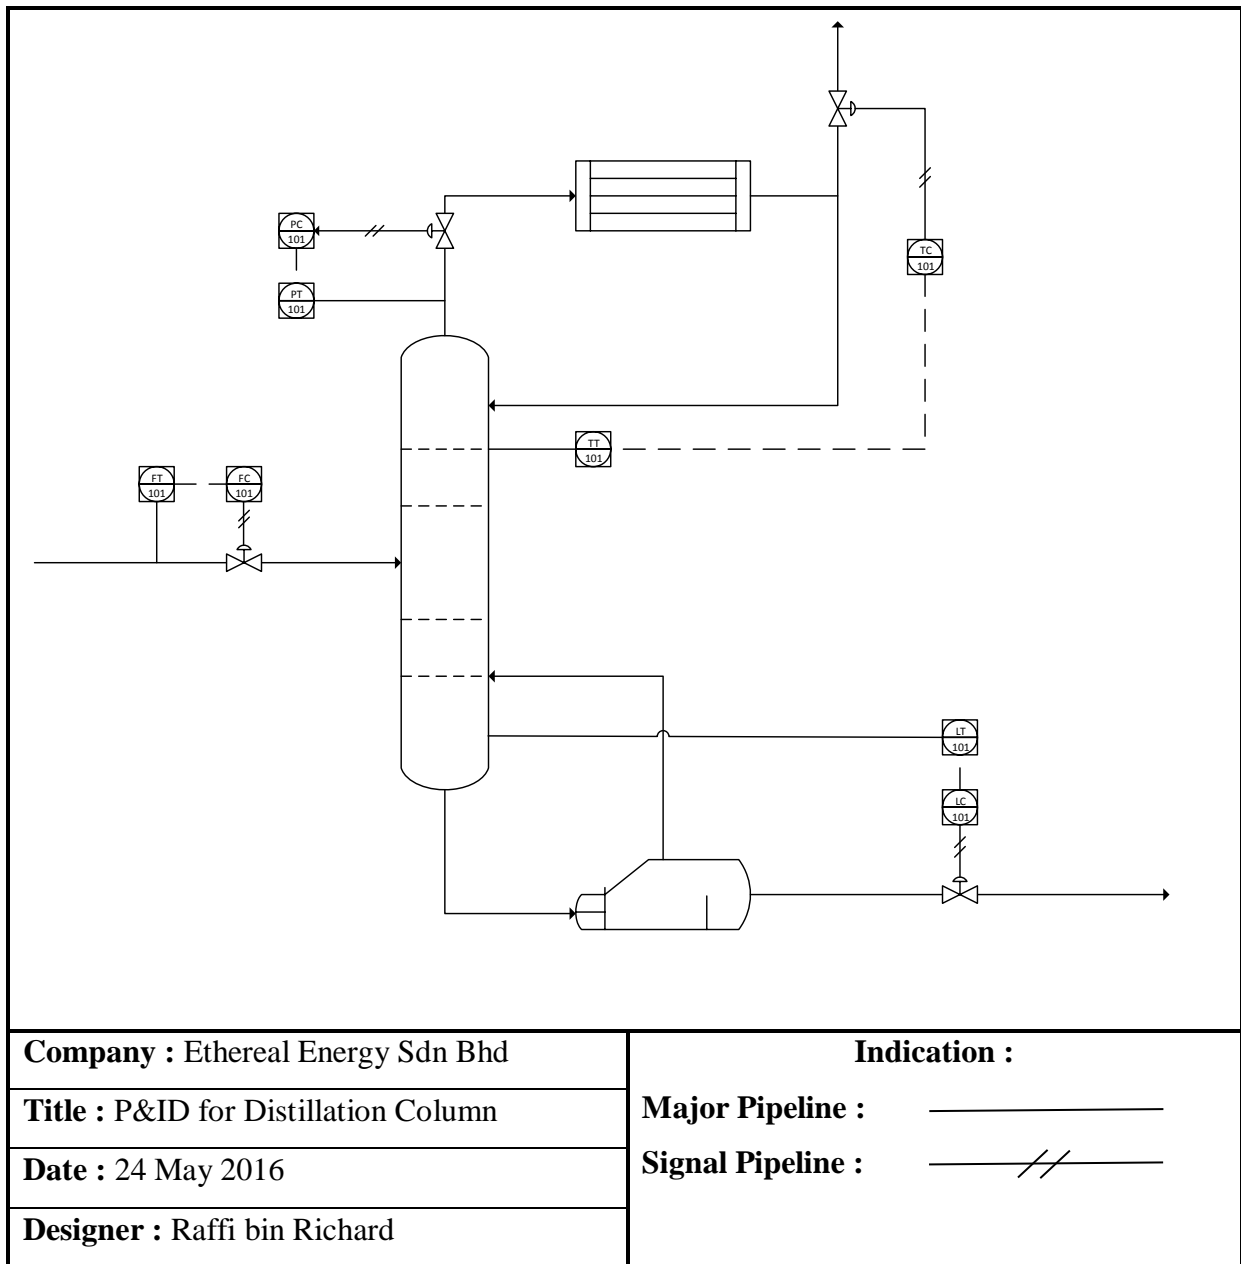 PC
101
PT
101
TC
101
TT
101
FT
101
FC
101
LT
101
LC
101
Company : Ethereal Energy Sdn Bhd
Title : P&ID for Distillation Column
Date : 24 May 2016
Designer : Raffi bin Richard
Indication :
Major Pipeline :
Signal Pipeline :